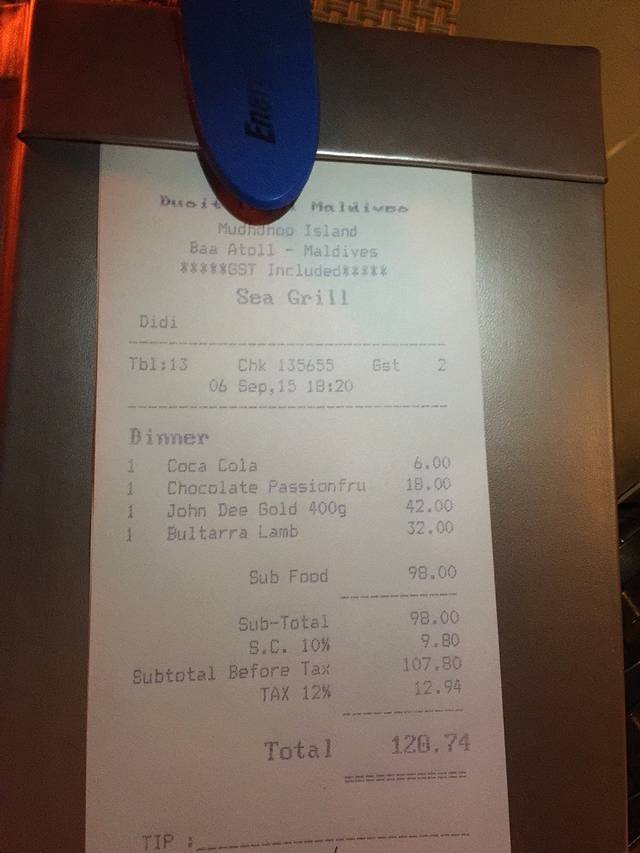 Ener
Dusit Maldives
Mudhdhoo Island
Baa Atoll - Maldives
*****GST Included*****
Sea Grill
Didi
Tbl:13 Chk 135655 Gst 2
06 Sep,15 18:20
Dinner
1 Coca Cola 6.00
1 Chocolate Passionfru 18.00
1 John Dee Gold 400g 42.00
1 Bultarra Lamb 32.00
Sub Food 98.00
Sub-Total 98.00
S.C. 10% 9.80
Subtotal Before Tax 107.80
TAX 12% 12.94
Total 120.74
TIP :